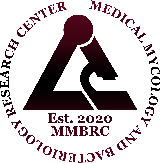 MEDICAL MYCOLOGY AND BACTERIOLOGY RESEARCH CENTER
Est. 2020
MMBRC